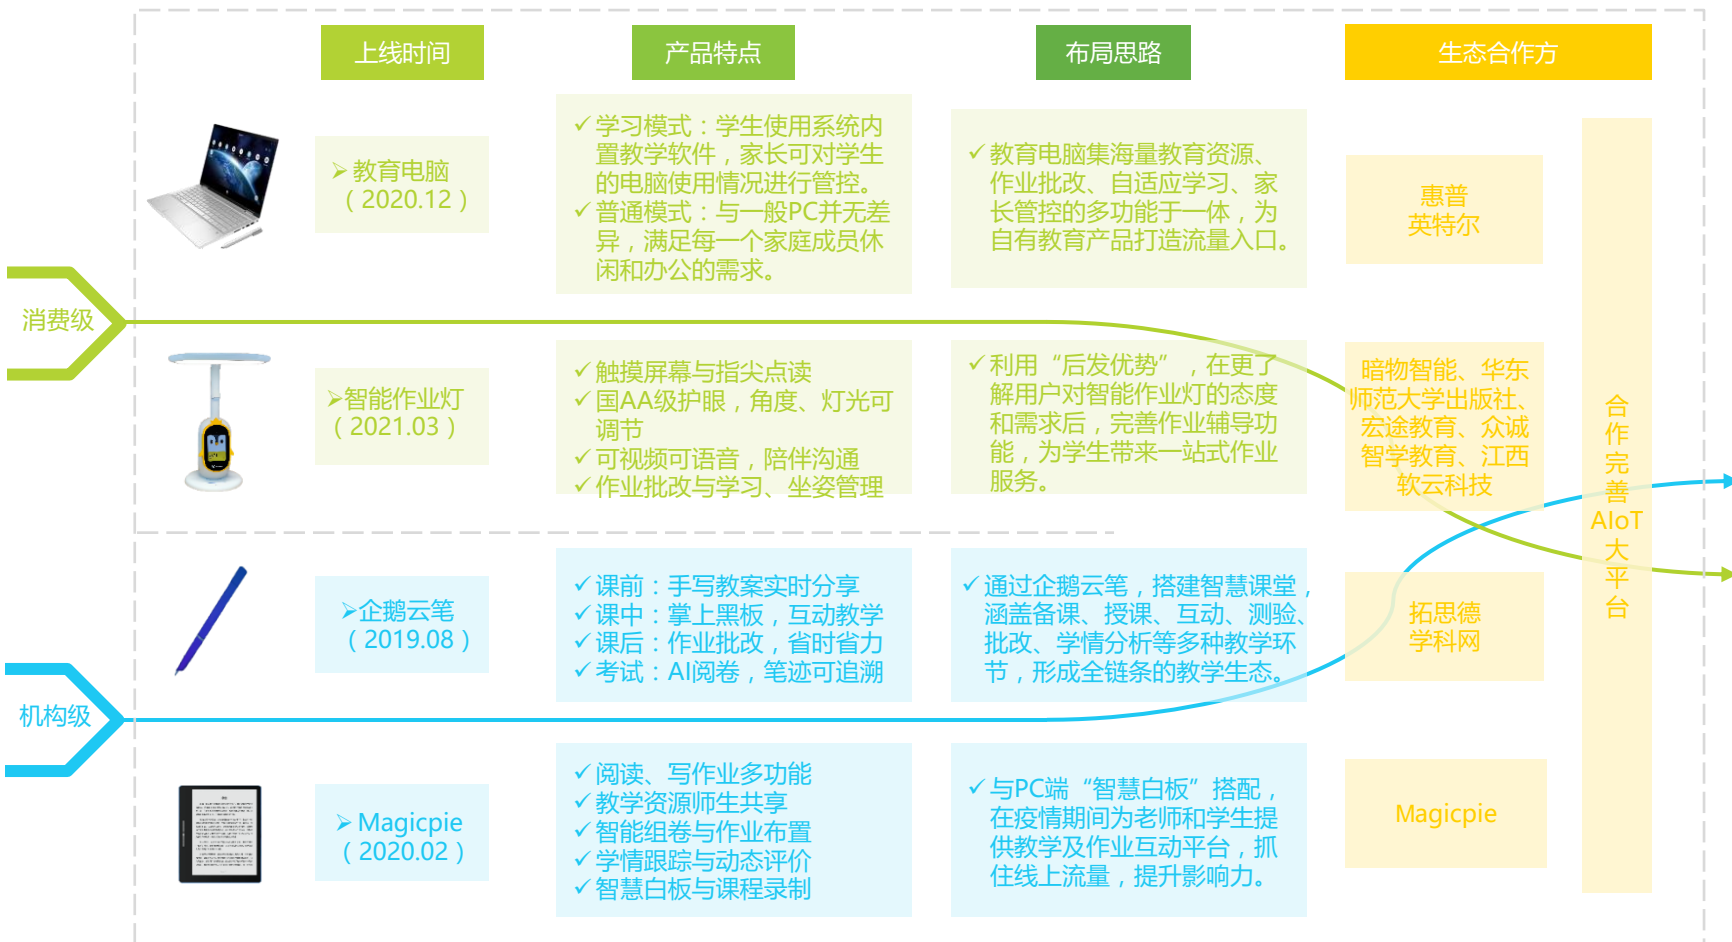 上线时间
产品特点
布局思路
生态合作方
消费级
教育电脑
（2020.12）
学习模式：学生使用系统内
置教学软件，家长可对学生
的电脑使用情况进行管控。
普通模式：与一般PC并无差
异，满足每一个家庭成员休
闲和办公的需求。
教育电脑集海量教育资源、
作业批改、自适应学习、家
长管控的多功能于一体，为
自有教育产品打造流量入口。
惠普
英特尔
智能作业灯
（2021.03）
触摸屏幕与指尖点读
国AA级护眼，角度、灯光可
调节
可视频可语音，陪伴沟通
作业批改与学习、坐姿管理
利用“后发优势”，在更了
解用户对智能作业灯的态度
和需求后，完善作业辅导功
能，为学生带来一站式作业
服务。
暗物智能、华东
师范大学出版社、
宏途教育、众诚
智学教育、江西
软云科技
机构级
企鹅云笔
（2019.08）
课前：手写教案实时分享
课中：掌上黑板，互动教学
课后：作业批改，省时省力
考试：AI阅卷，笔迹可追溯
通过企鹅云笔，搭建智慧课堂，
涵盖备课、授课、互动、测验、
批改、学情分析等多种教学环
节，形成全链条的教学生态。
拓思德
学科网
Magicpie
（2020.02）
阅读、写作业多功能
教学资源师生共享
智能组卷与作业布置
学情跟踪与动态评价
智慧白板与课程录制
与PC端“智慧白板”搭配，
在疫情期间为老师和学生提
供教学及作业互动平台，抓
住线上流量，提升影响力。
Magicpie
合
作
完
善
AIoT
大
平
台